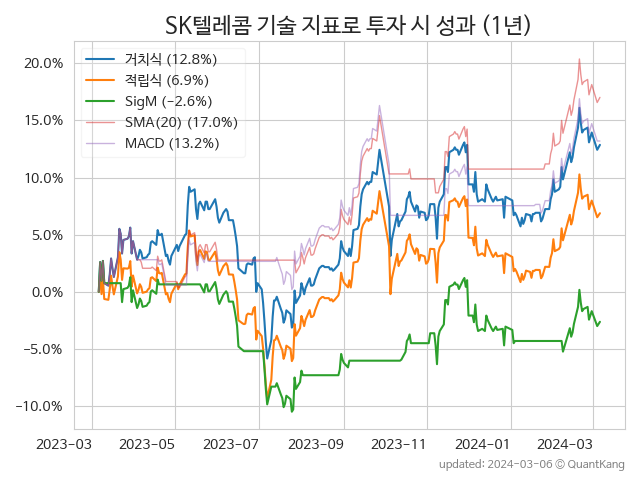 SK텔레콤 기술 지표로 투자 시 성과 (1년)
거치식 (12.8%)
적립식 (6.9%)
SigM (−2.6%)
SMA(20) (17.0%)
MACD (13.2%)
20.0%
15.0%
10.0%
5.0%
0.0%
−5.0%
−10.0%
2023-03 2023-05 2023-07 2023-09 2023-11 2024-01 2024-03
updated: 2024-03-06 © QuantKang